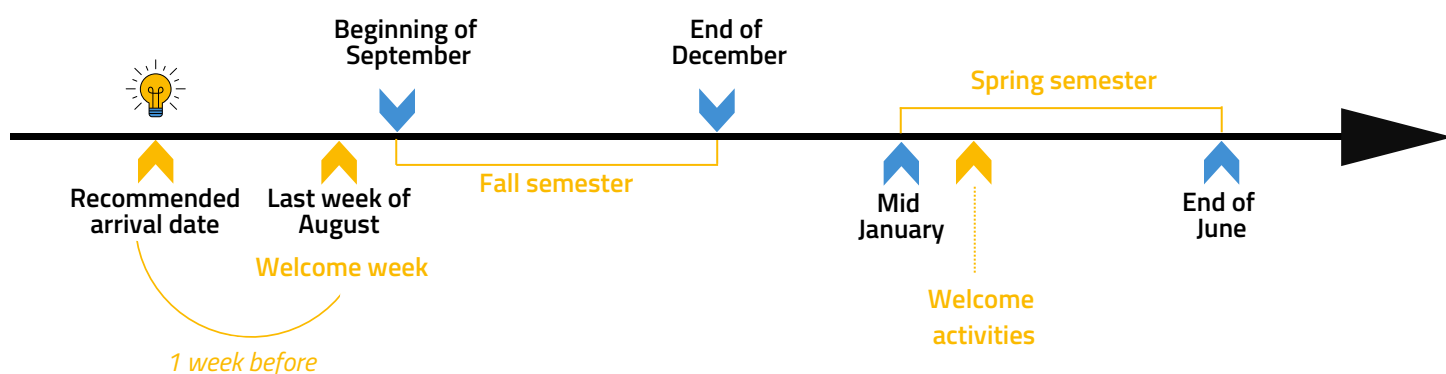 Beginning of
September
End of
December
Spring semester
Recommended
arrival date
Last week of
August
Fall semester
Mid
January
End of
June
Welcome week
Welcome
activities
1 week before